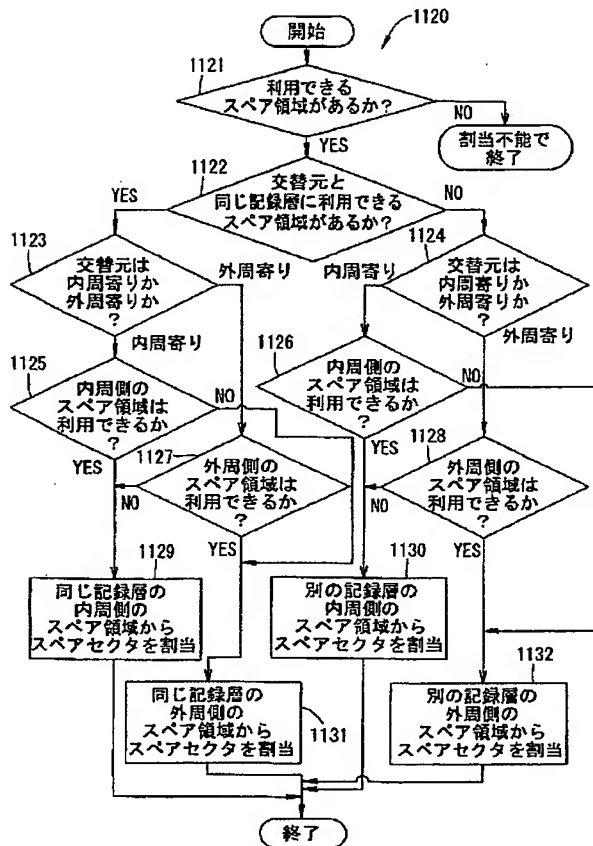 1120
開始
1121
利用できる
スペア領域があるか?
NO
割当不能で
終了
YES
1122
交替元と
同じ記録層に利用できる
スペア領域があるか?
YES
NO
1123
交替元は
内周寄りか
外周寄りか
?
外周寄り
内周寄り
1124
交替元は
内周寄りか
外周寄りか
?
内周寄り
外周寄り
1125
内周側の
スペア領域は
利用できるか
?
NO
YES
1126
内周側の
スペア領域は
利用できるか
?
NO
YES
1127
外周側の
スペア領域は
利用できるか
?
NO
YES
1128
外周側の
スペア領域は
利用できるか
?
NO
YES
1129
同じ記録層の
内周側の
スペア領域から
スペアセクタを割当
1130
別の記録層の
内周側の
スペア領域から
スペアセクタを割当
同じ記録層の
外周側の
スペア領域から
スペアセクタを割当
1131
1132
別の記録層の
外周側の
スペア領域から
スペアセクタを割当
終了